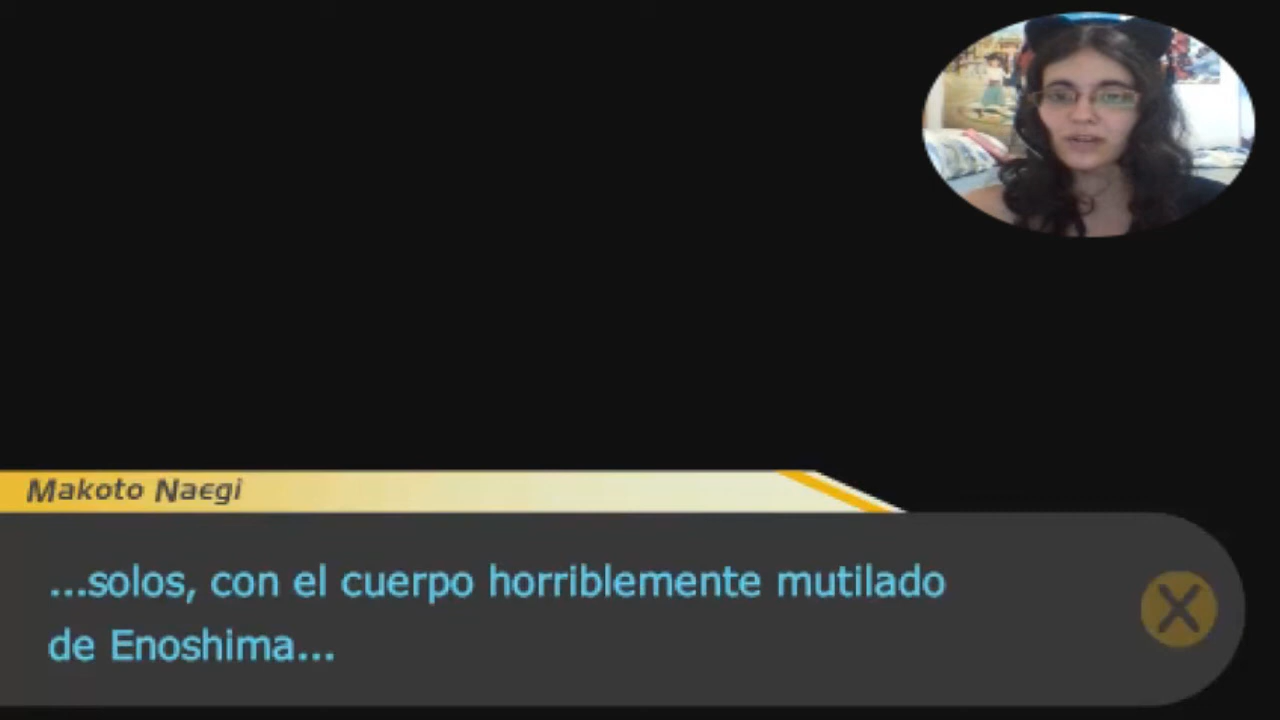 Makoto Naegi
...solos, con el cuerpo horriblemente mutilado
de Enoshima...